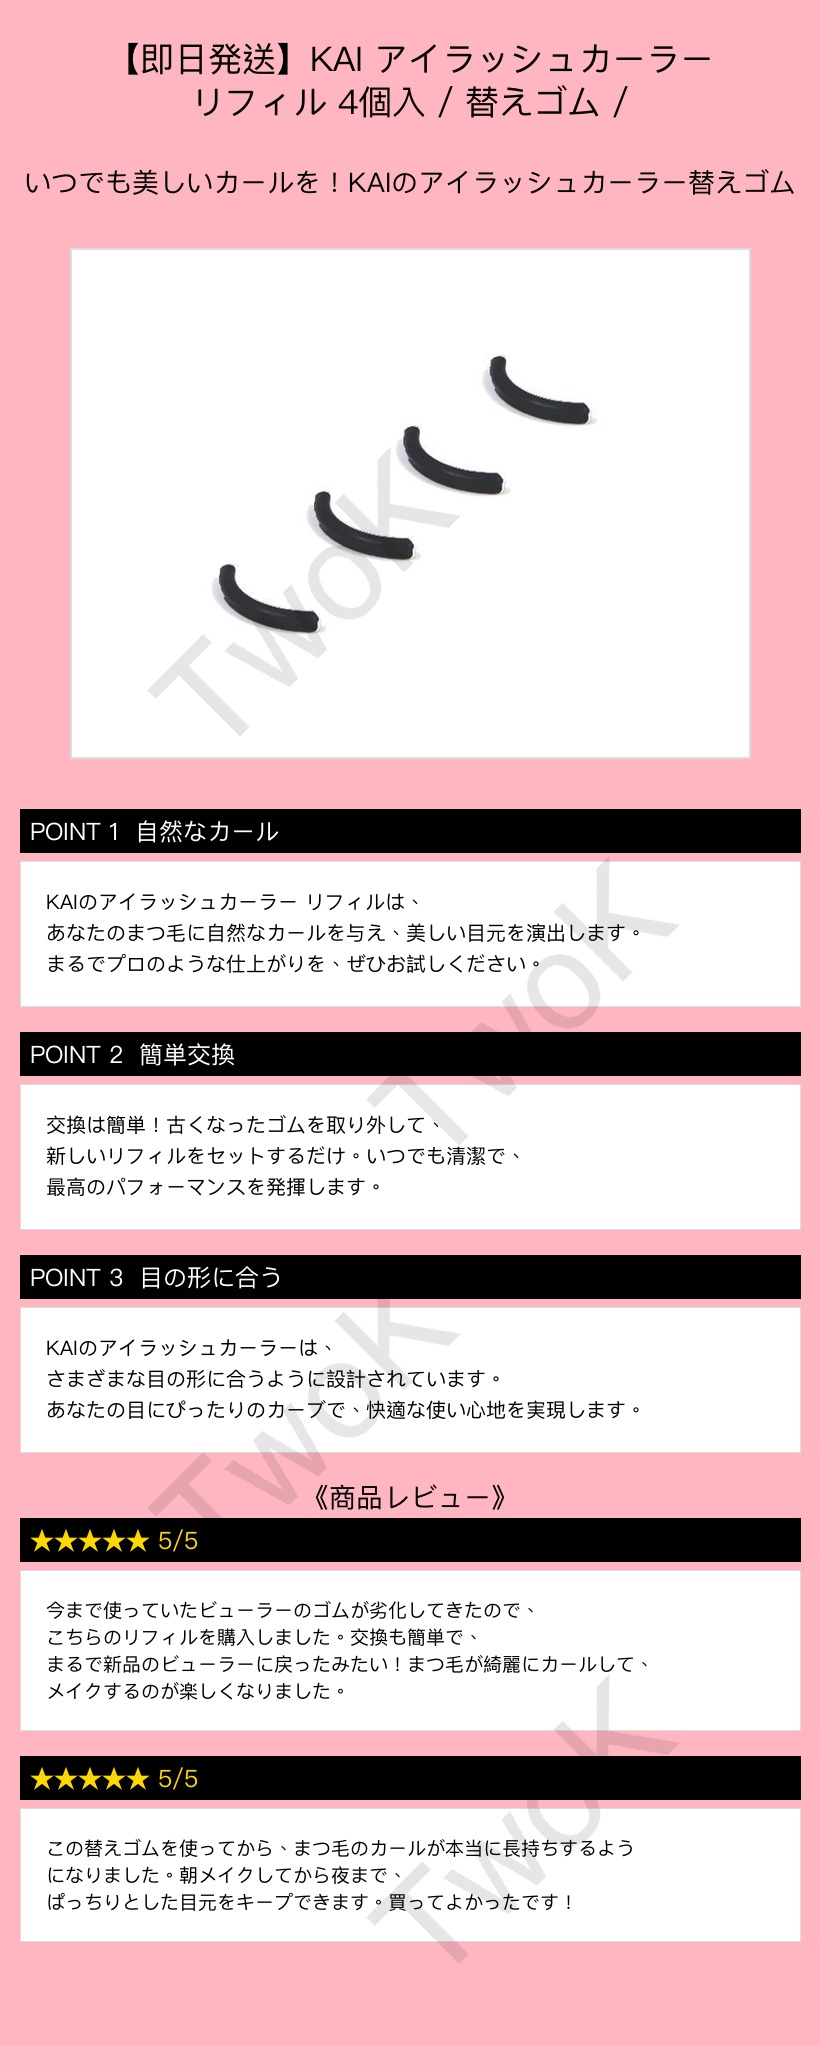 【即日発送】KAI アイラッシュカーラー
リフィル 4個入 / 替えゴム /
いつでも美しいカールを！KAIのアイラッシュカーラー替えゴム
TwoK
POINT 1 自然なカール
KAIのアイラッシュカーラー リフィルは、
あなたのまつ毛に自然なカールを与え、美しい目元を演出します。
まるでプロのような仕上がりを、ぜひお試しください。
TwoK
POINT 2 簡単交換
交換は簡単！古くなったゴムを取り外して、
新しいリフィルをセットするだけ。いつでも清潔で、
最高のパフォーマンスを発揮します。
POINT 3 目の形に合う
KAIのアイラッシュカーラーは、
さまざまな目の形に合うように設計されています。
あなたの目にぴったりのカーブで、快適な使い心地を実現します。
TwoK
《商品レビュー》
★★★★★ 5/5
今まで使っていたビューラーのゴムが劣化してきたので、
こちらのリフィルを購入しました。交換も簡単で、
まるで新品のビューラーに戻ったみたい！まつ毛が綺麗にカールして、
メイクするのが楽しくなりました。
★★★★★ 5/5
この替えゴムを使ってから、まつ毛のカールが本当に長持ちするよう
になりました。朝メイクしてから夜まで、
ぱっちりとした目元をキープできます。買ってよかったです！
TwoK